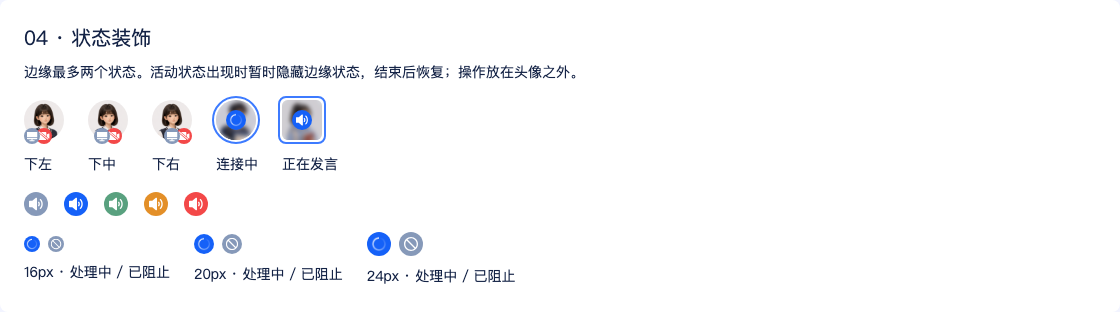 04 · 状态装饰
边缘最多两个状态。活动状态出现时暂时隐藏边缘状态，结束后恢复；操作放在头像之外。
下左 下中 下右 连接中 正在发言
16px · 处理中 / 已阻止 20px · 处理中 / 已阻止 24px · 处理中 / 已阻止